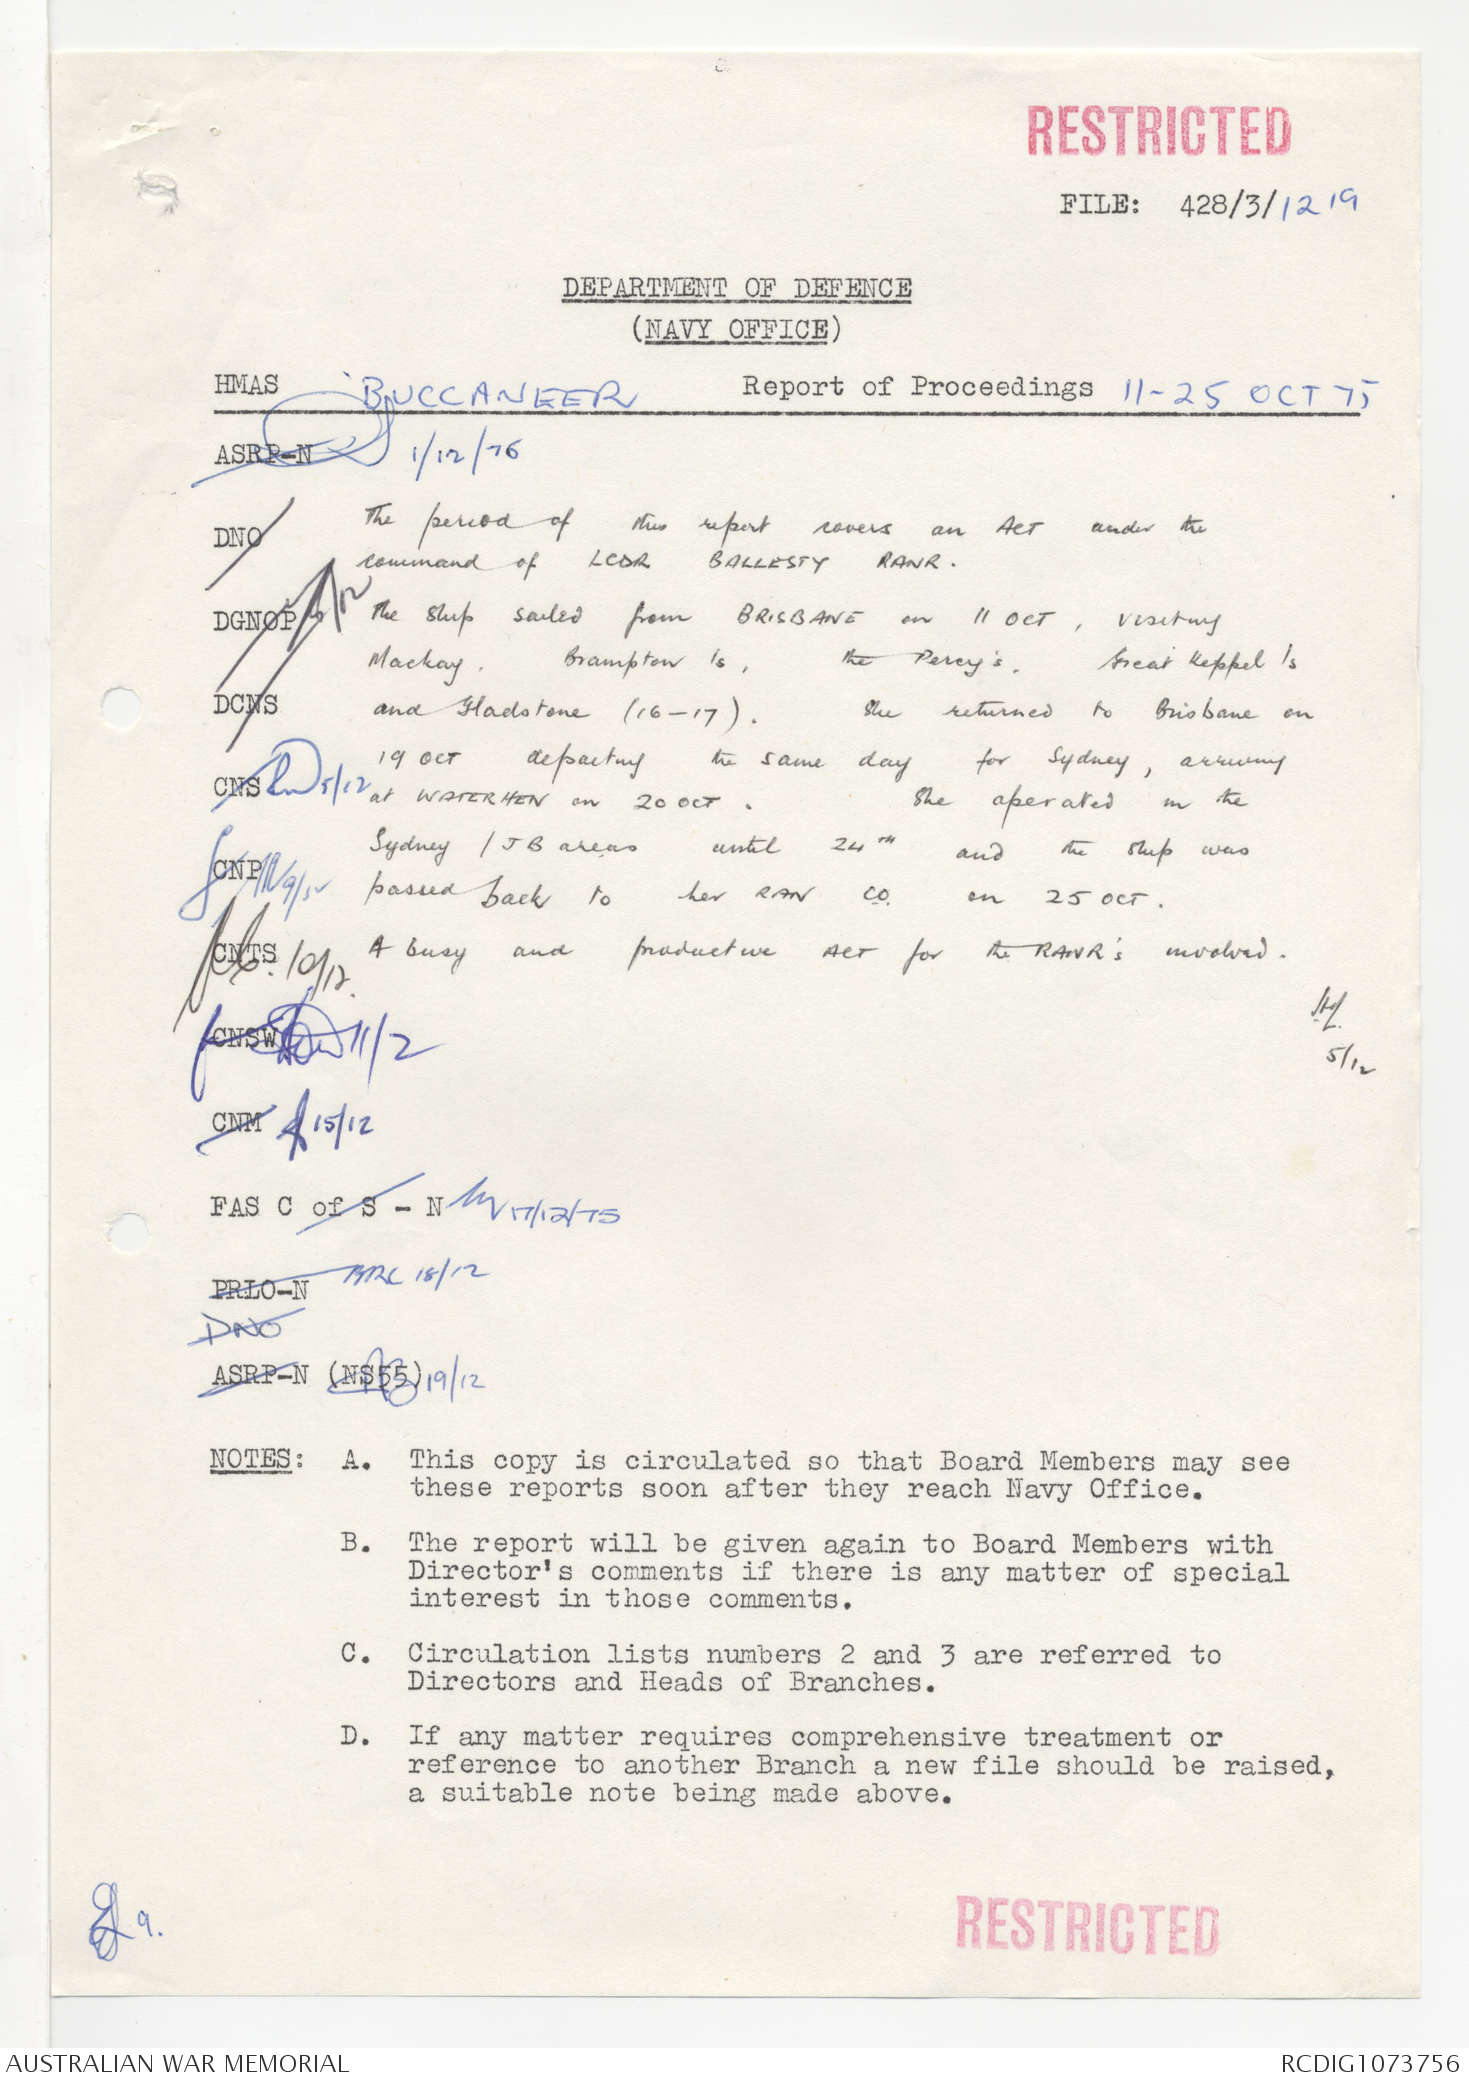 RESTRICTED
FILE: 428/3/1219
DEPARTMENT OF DEFENCE
(NAVY OFFICE)
HMAS BUCCANEER Report of Proceedings 11-25 OCT 75
ASRP-N 1/12/76
DNO
The period of this report covers an ACT under the
command of LCDR BALLESTY RANR.
DGNOP /12
The ship sailed from BRISBANE on 11 OCT, visiting
Mackay. Brampton Is, the Percy's. Great Keppel Is
DCNS
and Gladstone (16-17). She returned to Brisbane on
19 OCT departing the same day for Sydney, arriving
CNS 5/12
at WATERHEN on 20 OCT. She operated in the
Sydney / JB areas until 24TH and the ship was
CNP 9/12
passed back to her RAN CO. on 25 OCT.
CNTS 10/12.
A busy and productive ACT for the RANR's involved.
5/12
CNSW 11/2
CNM 15/12
FAS C of S - N 17/12/75
PRLO-N 18/12
DNO
ASRP-N (NS55) 19/12
NOTES: A. This copy is circulated so that Board Members may see
these reports soon after they reach Navy Office.
B. The report will be given again to Board Members with
Director's comments if there is any matter of special
interest in those comments.
C. Circulation lists numbers 2 and 3 are referred to
Directors and Heads of Branches.
D. If any matter requires comprehensive treatment or
reference to another Branch a new file should be raised,
a suitable note being made above.
9.
RESTRICTED
AUSTRALIAN WAR MEMORIAL
RCDIG1073756